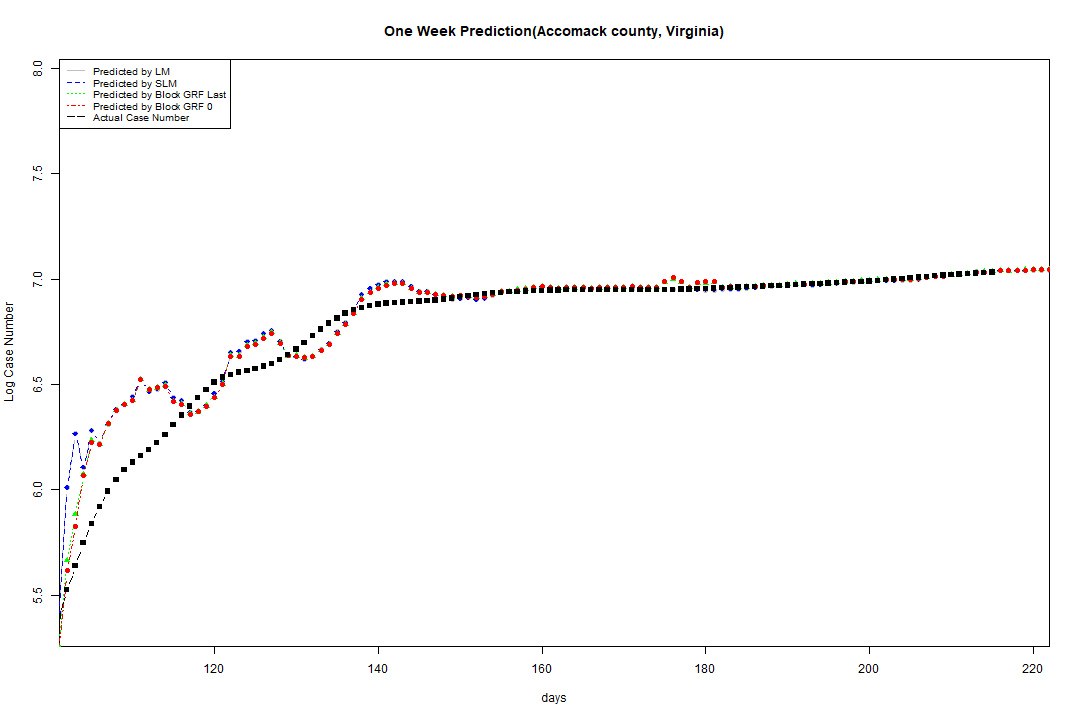 One Week Prediction(Accomack county, Virginia)
Predicted by LM
Predicted by SLM
Predicted by Block GRF Last
Predicted by Block GRF 0
Actual Case Number
8.0
7.5
7.0
6.5
6.0
5.5
Log Case Number
120 140 160 180 200 220
days